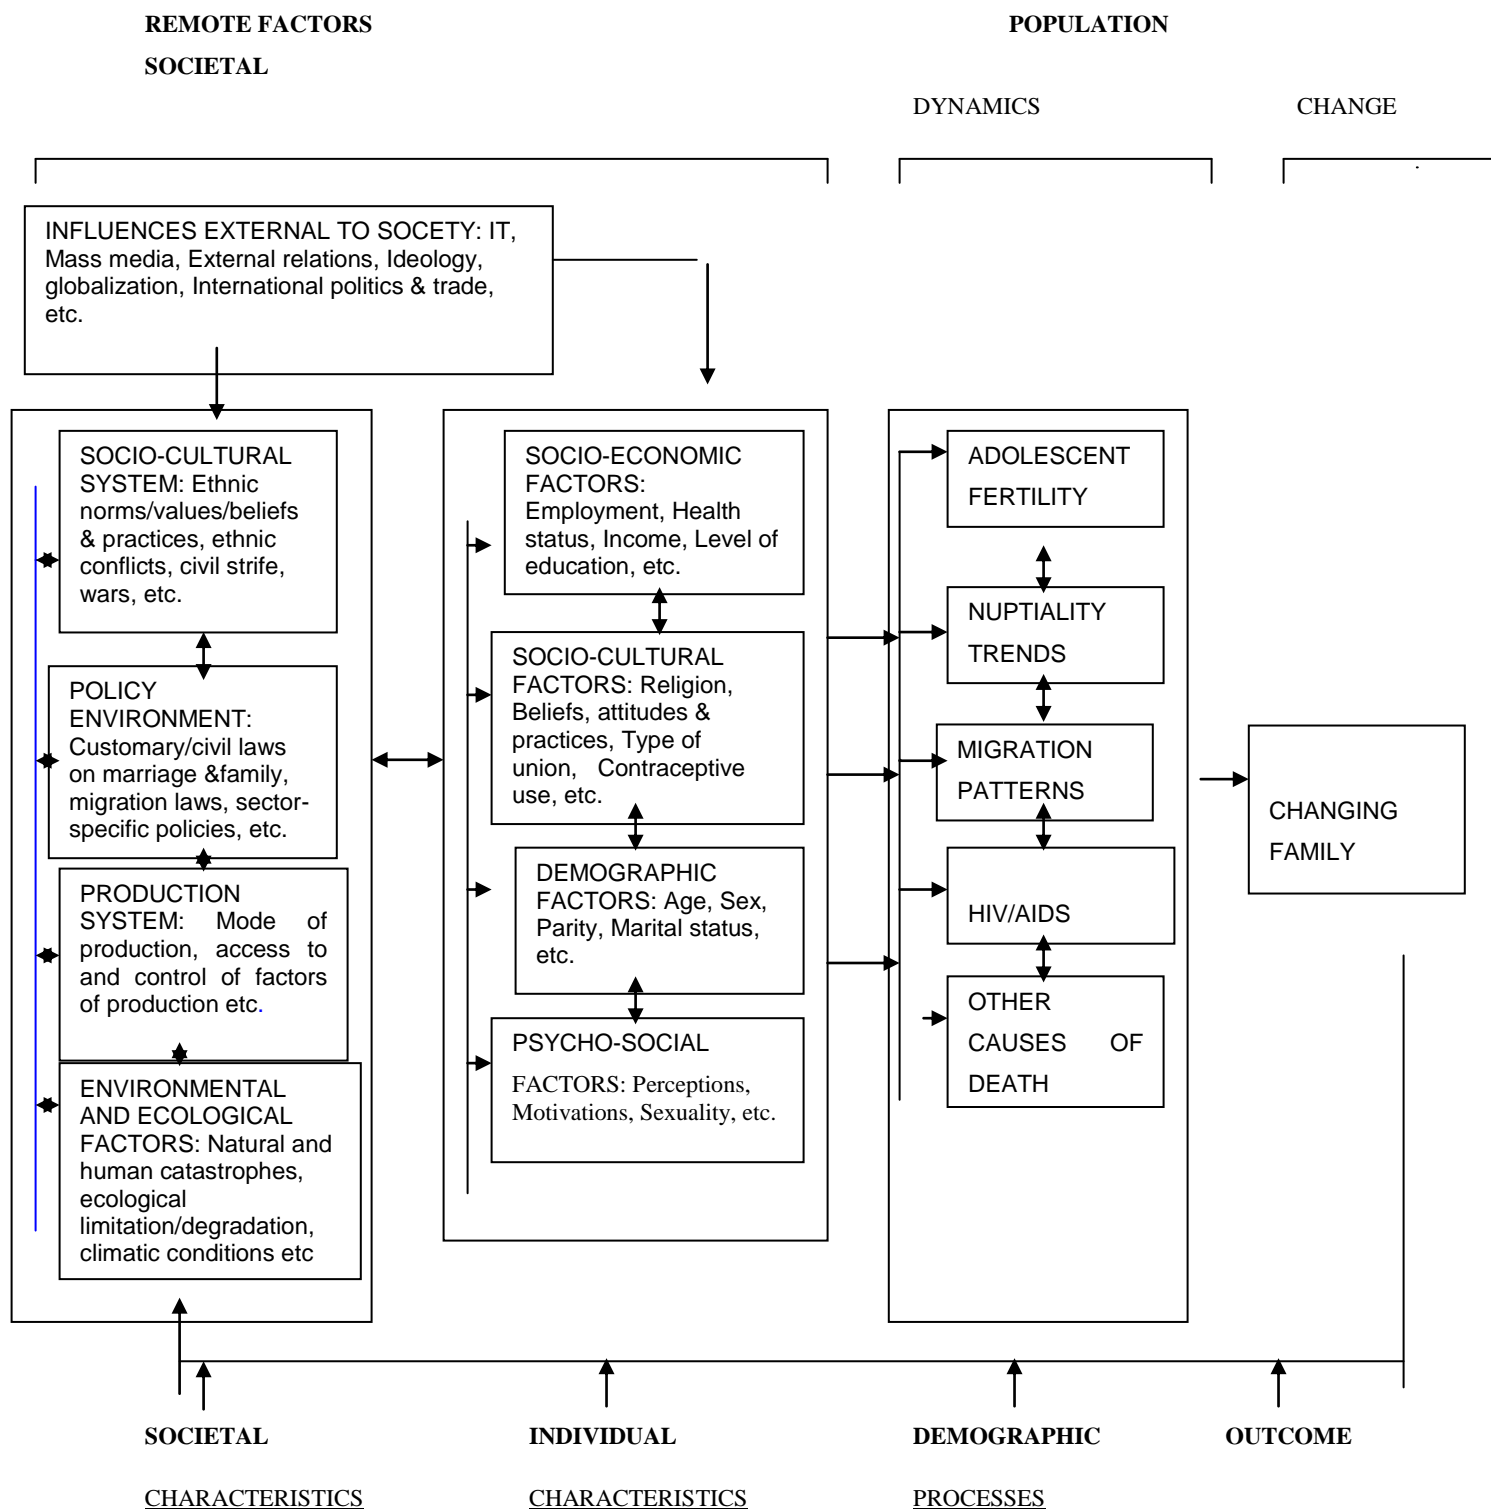 REMOTE FACTORS
POPULATION
SOCIETAL
DYNAMICS
CHANGE
INFLUENCES EXTERNAL TO SOCETY: IT,
Mass media, External relations, Ideology,
globalization, International politics & trade,
etc.
SOCIO-CULTURAL
SYSTEM: Ethnic
norms/values/beliefs
& practices, ethnic
conflicts, civil strife,
wars, etc.
POLICY
ENVIRONMENT:
Customary/civil laws
on marriage &family,
migration laws, sector-
specific policies, etc.
PRODUCTION
SYSTEM: Mode of
production, access to
and control of factors
of production etc.
ENVIRONMENTAL
AND ECOLOGICAL
FACTORS: Natural and
human catastrophes,
ecological
limitation/degradation,
climatic conditions etc
SOCIO-ECONOMIC
FACTORS:
Employment, Health
status, Income, Level of
education, etc.
SOCIO-CULTURAL
FACTORS: Religion,
Beliefs, attitudes &
practices, Type of
union, Contraceptive
use, etc.
DEMOGRAPHIC
FACTORS: Age, Sex,
Parity, Marital status,
etc.
PSYCHO-SOCIAL
FACTORS: Perceptions,
Motivations, Sexuality, etc.
ADOLESCENT
FERTILITY
NUPTIALITY
TRENDS
MIGRATION
PATTERNS
HIV/AIDS
OTHER
CAUSES OF
DEATH
CHANGING
FAMILY
SOCIETAL
INDIVIDUAL
DEMOGRAPHIC
OUTCOME
CHARACTERISTICS
CHARACTERISTICS
PROCESSES